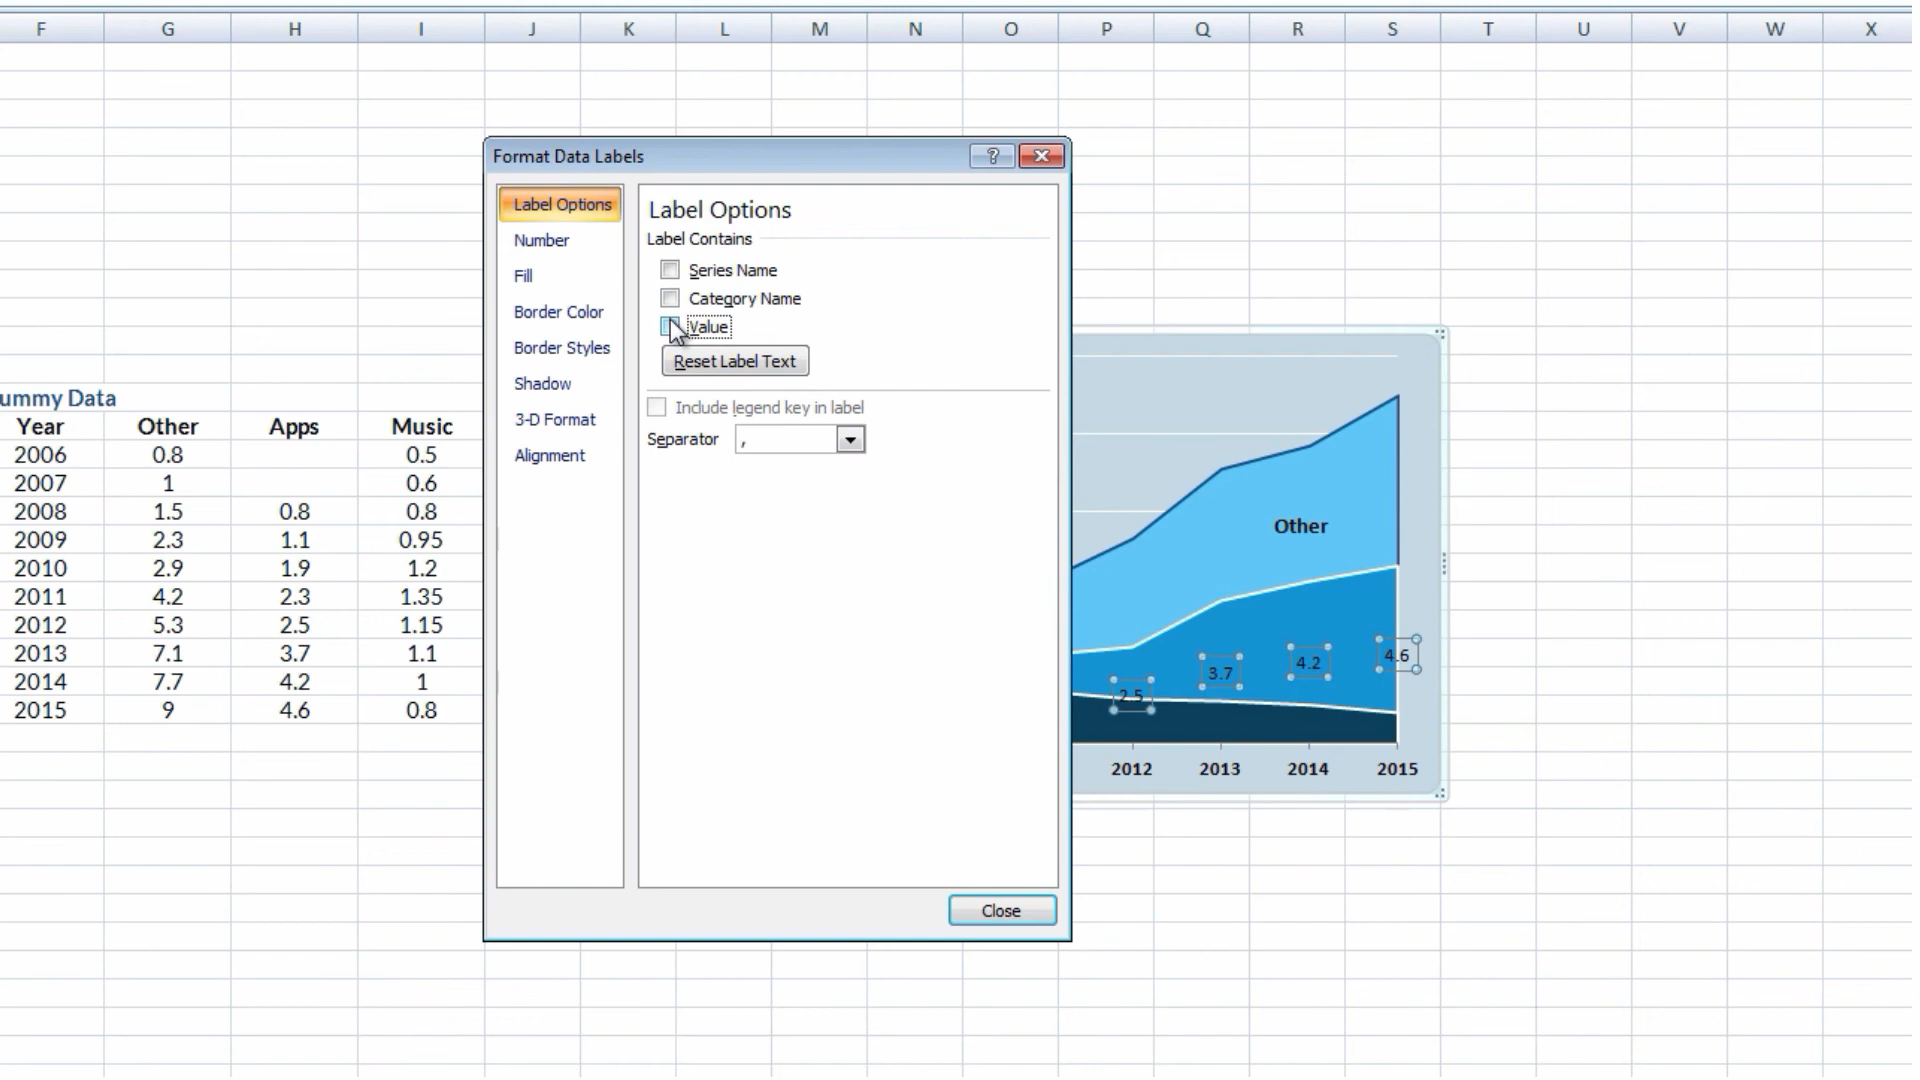 F G H I J K L M N O P Q R S T U V W X
Format Data Labels ?
Label Options
Number
Fill
Border Color
Border Styles
Shadow
3-D Format
Alignment
Label Options
Label Contains
Series Name
Category Name
Value
Reset Label Text
Include legend key in label
Separator ,
Close
ummy Data
Year Other Apps Music
2006 0.8 0.5
2007 1 0.6
2008 1.5 0.8 0.8
2009 2.3 1.1 0.95
2010 2.9 1.9 1.2
2011 4.2 2.3 1.35
2012 5.3 2.5 1.15
2013 7.1 3.7 1.1
2014 7.7 4.2 1
2015 9 4.6 0.8
Other
2.5 3.7 4.2 4.6
2012 2013 2014 2015